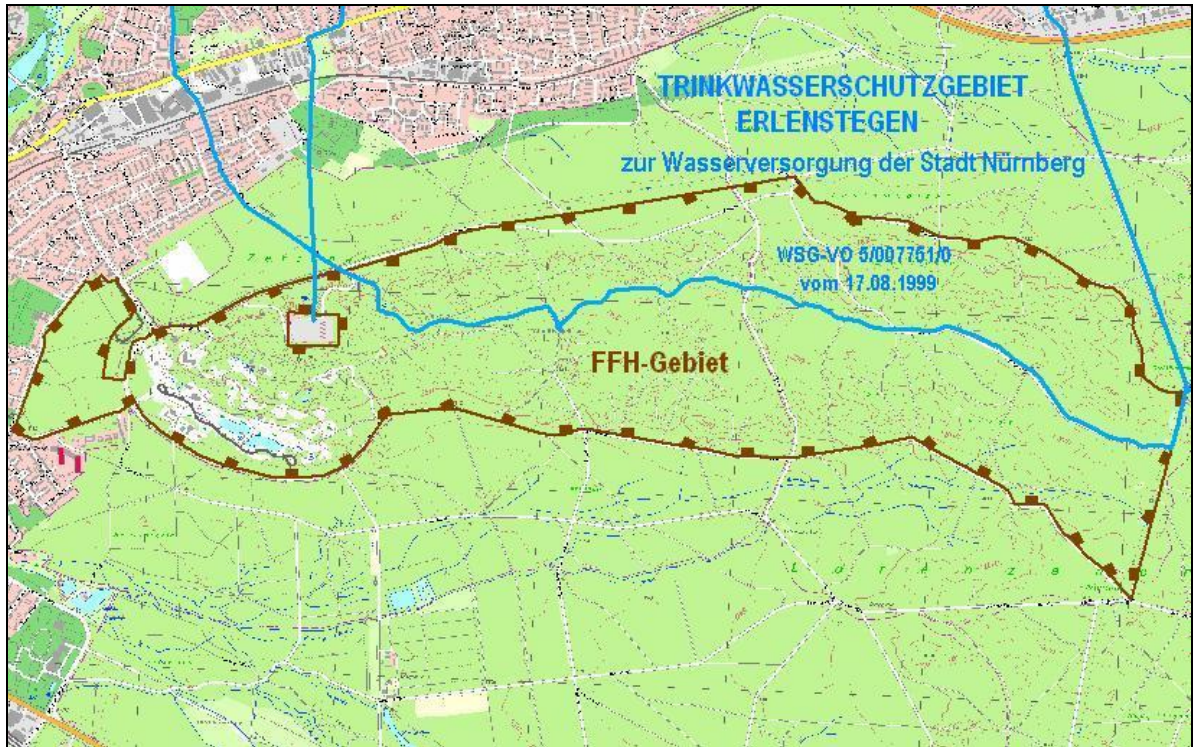 TRINKWASSERSCHUTZGEBIET
ERLENSTEGEN
zur Wasserversorgung der Stadt Nürnberg
WSG-VO 5/007751/0
vom 17.08.1999
FFH-Gebiet